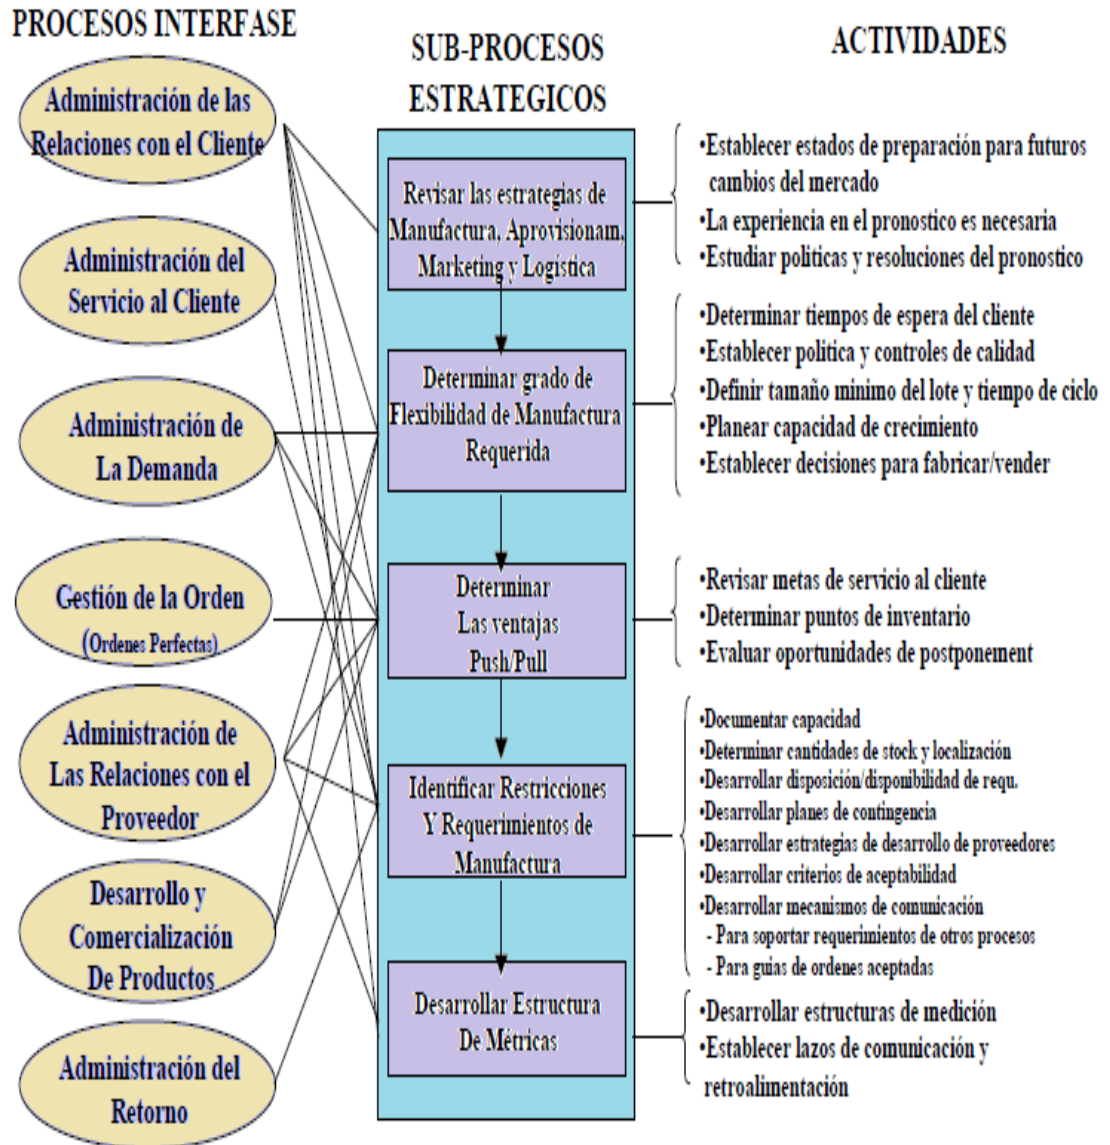 PROCESOS INTERFASE
Administración de las
Relaciones con el Cliente
Administración del
Servicio al Cliente
Administración de
La Demanda
Gestión de la Orden
(Ordenes Perfectas)
Administración de
Las Relaciones con el
Proveedor
Desarrollo y
Comercialización
De Productos
Administración del
Retorno
SUB-PROCESOS
ESTRATEGICOS
Revisar las estrategias de
Manufactura, Aprovisionam,
Marketing y Logística
Determinar grado de
Flexibilidad de Manufactura
Requerida
Determinar
Las ventajas
Push/Pull
Identificar Restricciones
Y Requerimientos de
Manufactura
Desarrollar Estructura
De Métricas
ACTIVIDADES
•Establecer estados de preparación para futuros
cambios del mercado
•La experiencia en el pronostico es necesaria
•Estudiar politicas y resoluciones del pronostico
•Determinar tiempos de espera del cliente
•Establecer politica y controles de calidad
•Definir tamaño minimo del lote y tiempo de ciclo
•Planear capacidad de crecimiento
•Establecer decisiones para fabricar/vender
•Revisar metas de servicio al cliente
•Determinar puntos de inventario
•Evaluar oportunidades de postponement
•Documentar capacidad
•Determinar cantidades de stock y localización
•Desarrollar disposición/disponibilidad de requ.
•Desarrollar planes de contingencia
•Desarrollar estrategias de desarrollo de proveedores
•Desarrollar criterios de aceptabilidad
•Desarrollar mecanismos de comunicación
- Para soportar requerimientos de otros procesos
- Para guias de ordenes aceptadas
•Desarrollar estructuras de medición
•Establecer lazos de comunicación y
retroalimentación